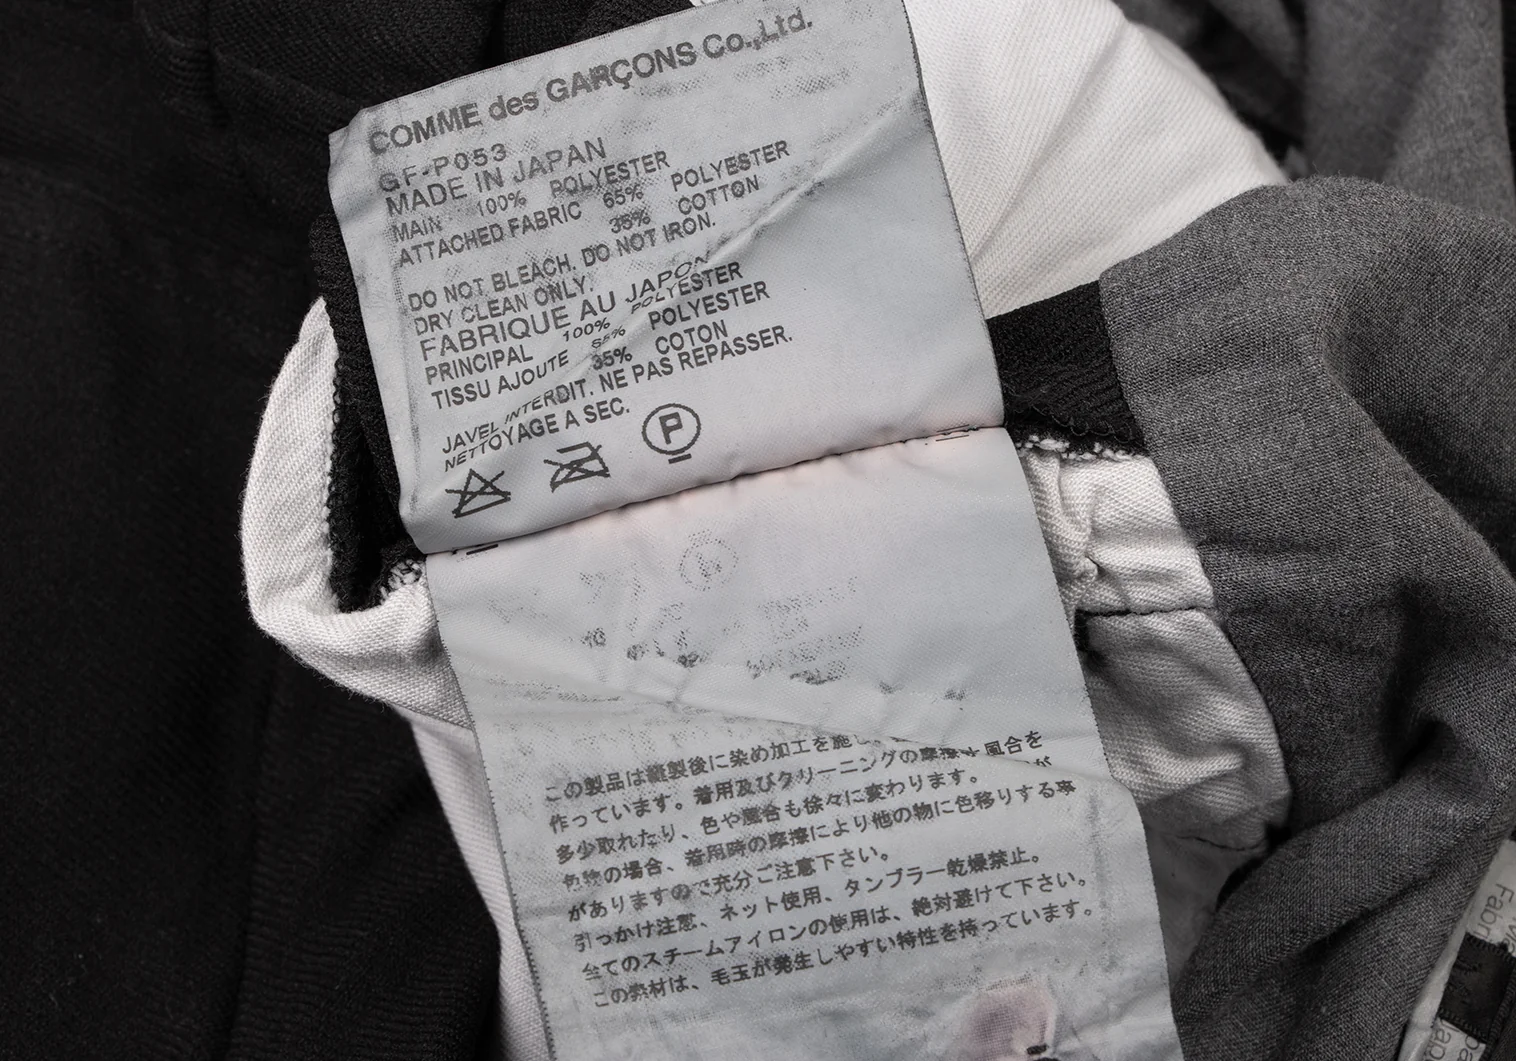 COMME des GARÇONS Co.,Ltd.
GF-P053
MADE IN JAPAN
MAIN 100% POLYESTER
ATTACHED FABRIC 65% POLYESTER
35% COTTON
DO NOT BLEACH. DO NOT IRON.
DRY CLEAN ONLY.
FABRIQUE AU JAPON
PRINCIPAL 100% POLYESTER
TISSU AJOUTE 65% POLYESTER
35% COTON
JAVEL INTERDIT. NE PAS REPASSER.
NETTOYAGE A SEC.
P
この製品は縫製後に染め加工を施し
風合を
作っています。着用及びクリーニングの摩擦
が
多少取れたり、色や風合も徐々に変わります。
色物の場合、着用時の摩擦により他の物に色移りする事
がありますので充分ご注意下さい。
引っかけ注意、ネット使用、タンブラー乾燥禁止。
全てのスチームアイロンの使用は、絶対避けて下さい。
この素材は、毛玉が発生しやすい特性を持っています。